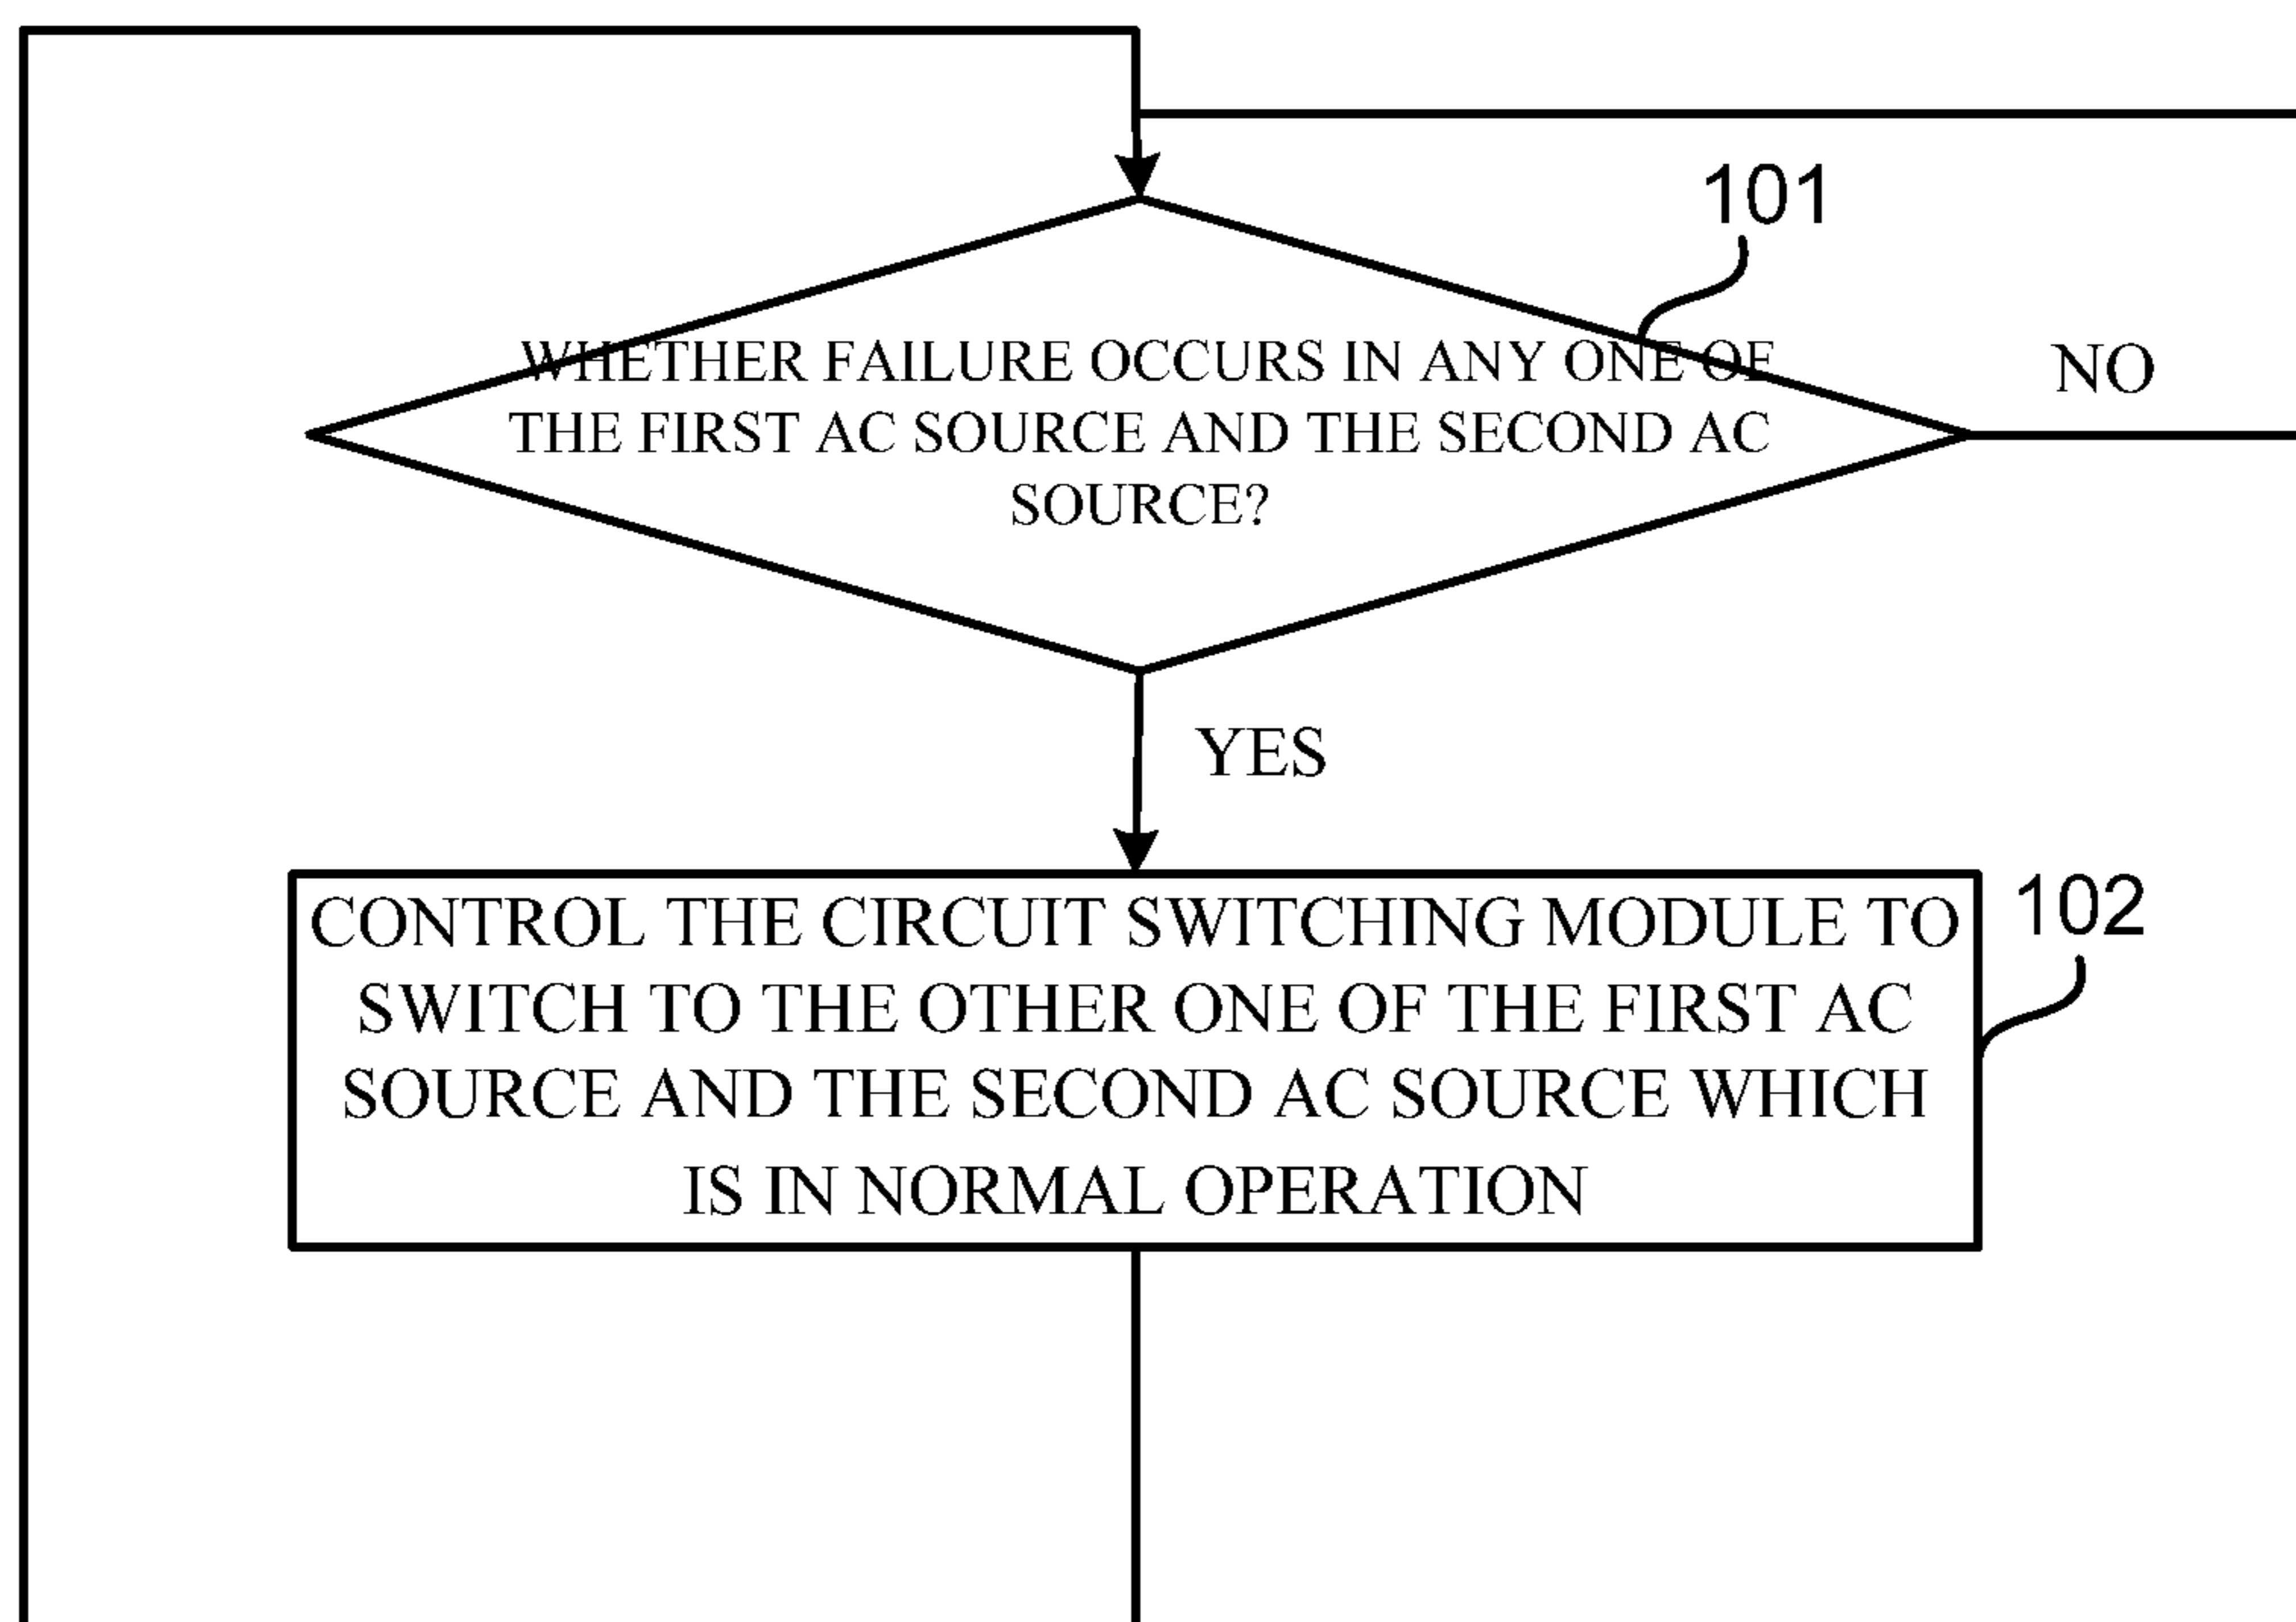 101
WHETHER FAILURE OCCURS IN ANY ONE OF
THE FIRST AC SOURCE AND THE SECOND AC
SOURCE?
NO
YES
CONTROL THE CIRCUIT SWITCHING MODULE TO
SWITCH TO THE OTHER ONE OF THE FIRST AC
SOURCE AND THE SECOND AC SOURCE WHICH
IS IN NORMAL OPERATION
102